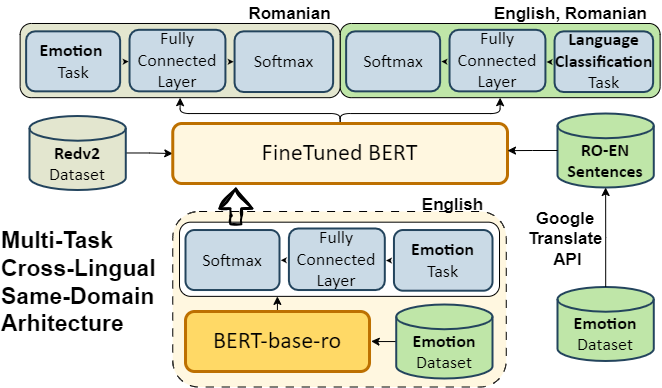 Romanian
English, Romanian
Emotion
Task
Fully
Connected
Layer
Softmax
Softmax
Fully
Connected
Layer
Language
Classification
Task
Redv2
Dataset
FineTuned BERT
RO-EN
Sentences
English
Google
Translate
API
Multi-Task
Cross-Lingual
Same-Domain
Arhitecture
Softmax
Fully
Connected
Layer
Emotion
Task
BERT-base-ro
Emotion
Dataset
Emotion
Dataset